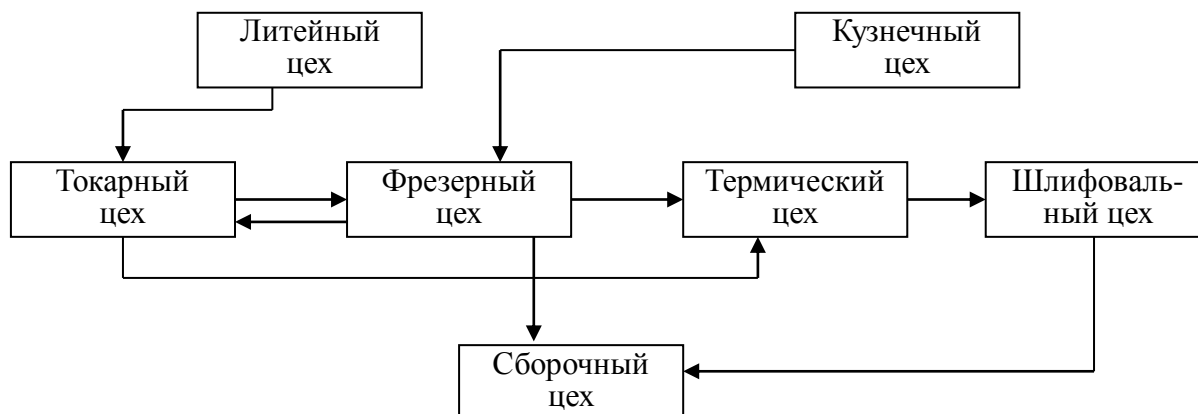 Литейный
цех
Кузнечный
цех
Токарный
цех
Фрезерный
цех
Термический
цех
Шлифоваль-
ный цех
Сборочный
цех